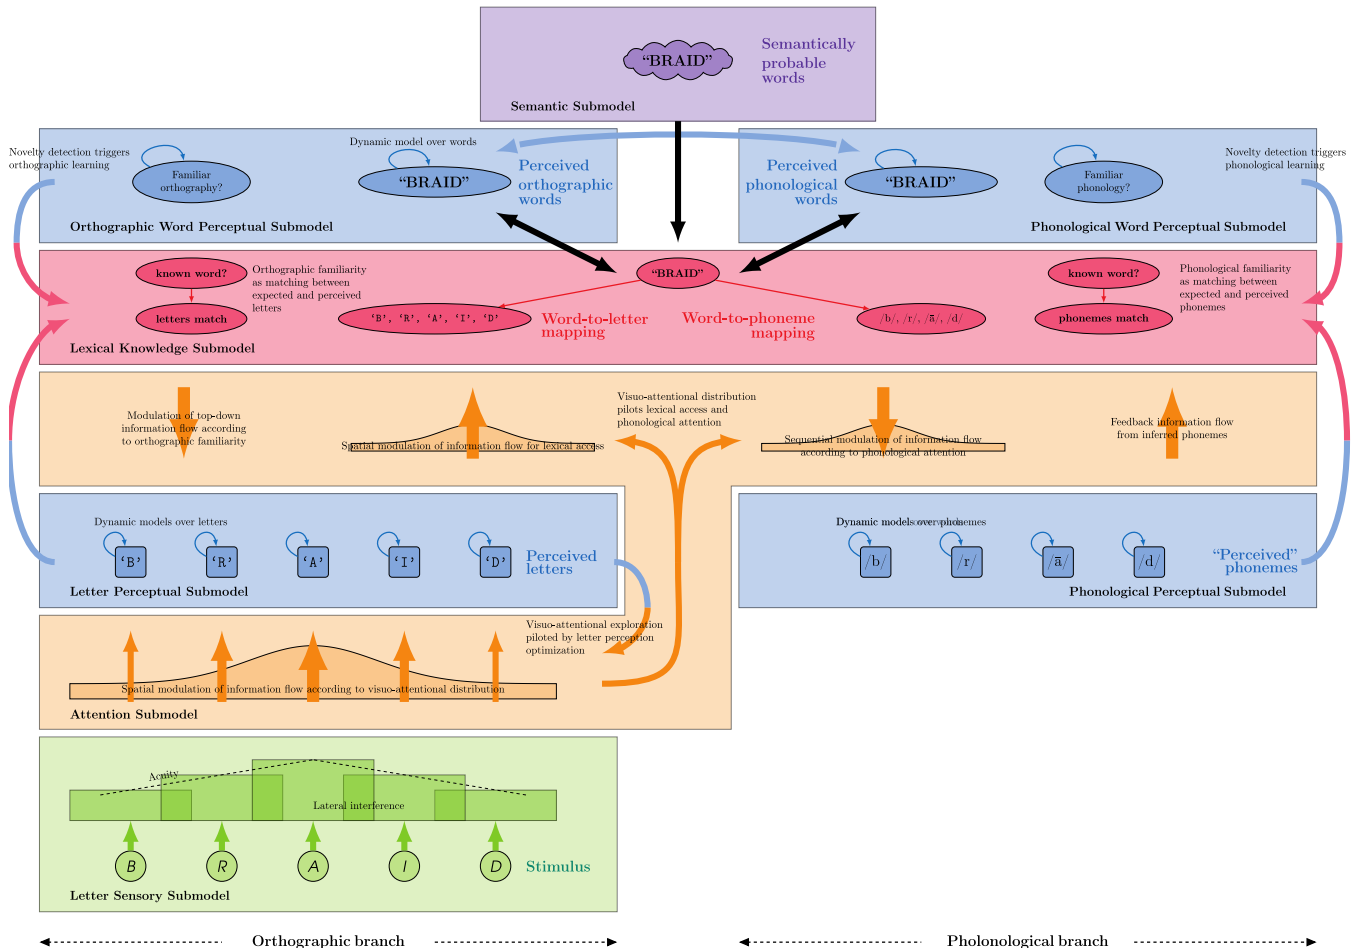 “BRAID”
Semantically
probable
words
Semantic Submodel
Novelty detection triggers
orthographic learning
Familiar
orthography?
Dynamic model over words
“BRAID”
Perceived
orthographic
words
Orthographic Word Perceptual Submodel
Perceived
phonological
words
“BRAID”
Familiar
phonology?
Novelty detection triggers
phonological learning
Phonological Word Perceptual Submodel
known word?
letters match
Orthographic familiarity
as matching between
expected and perceived
letters
‘B’, ‘R’, ‘A’, ‘I’, ‘D’
Word-to-letter
mapping
“BRAID”
Word-to-phoneme
mapping
/b/, /r/, /ā/, /d/
known word?
phonemes match
Phonological familiarity
as matching between
expected and perceived
phonemes
Lexical Knowledge Submodel
Modulation of top-down
information flow according
to orthographic familiarity
Spatial modulation of information flow for lexical access
Visuo-attentional distribution
pilots lexical access and
phonological attention
Sequential modulation of information flow
according to phonological attention
Feedback information flow
from inferred phonemes
Dynamic models over letters
‘B’
‘R’
‘A’
‘I’
‘D’
Perceived
letters
Letter Perceptual Submodel
Dynamic models over phonemes
/b/
/r/
/ā/
/d/
“Perceived”
phonemes
Phonological Perceptual Submodel
Visuo-attentional exploration
piloted by letter perception
optimization
Spatial modulation of information flow according to visuo-attentional distribution
Attention Submodel
Acuity
Lateral interference
B
R
A
I
D
Stimulus
Letter Sensory Submodel
Orthographic branch
Pholonological branch